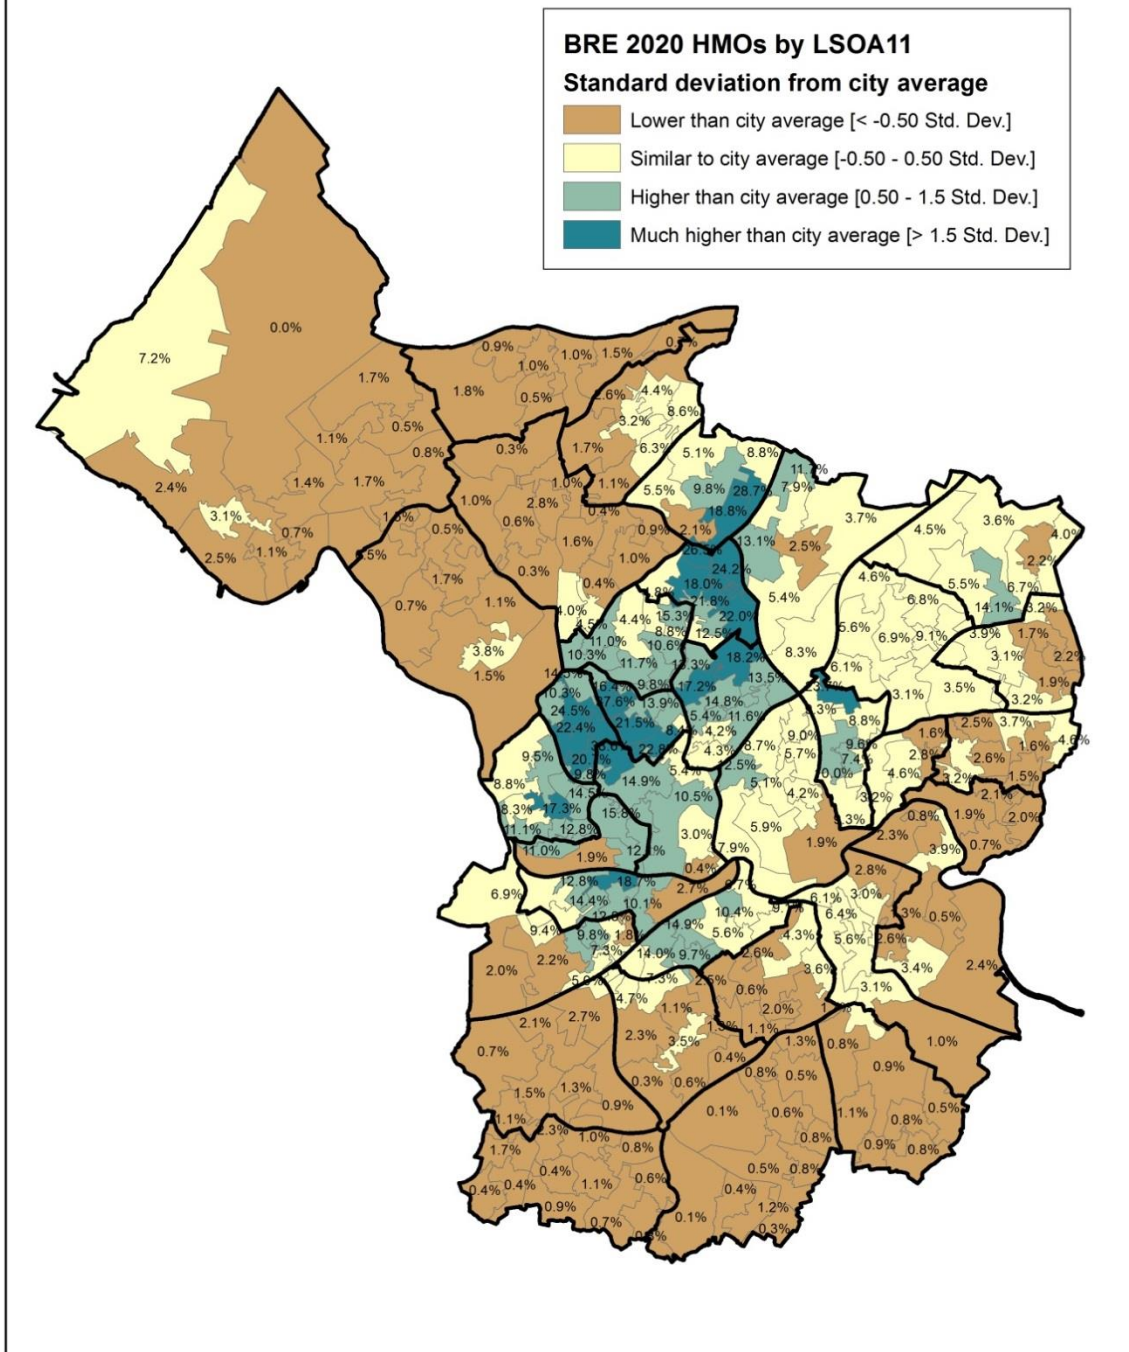 BRE 2020 HMOs by LSOA11
Standard deviation from city average
Lower than city average [< -0.50 Std. Dev.]
Similar to city average [-0.50 - 0.50 Std. Dev.]
Higher than city average [0.50 - 1.5 Std. Dev.]
Much higher than city average [> 1.5 Std. Dev.]
0.0%
7.2%
0.9% 1.0% 1.5%
1.0%
1.7% 1.8% 0.5% 4.4%
3.2% 8.6%
0.5%
1.1% 0.8% 0.3% 1.7% 6.3% 5.1% 8.8%
2.4% 1.4% 1.7% 1.0% 1.1% 5.5% 9.8% 28.7% 7.9%
1.0% 2.8% 0.4% 18.8%
3.1% 0.7% 0.5% 0.6% 0.9% 2.1% 3.7% 4.5% 3.6%
4.0%
2.5% 1.1% 1.6% 1.0% 13.1% 2.5% 2.2%
24.2%
1.7% 0.3% 0.4% 18.0% 4.6% 5.5% 6.7%
0.7% 1.1% 21.8% 5.4% 6.8% 14.1% 3.2%
4.4% 15.3% 22.0%
8.8% 12.5% 5.6% 6.9% 9.1% 3.9% 1.7%
3.8% 11.0% 10.6% 8.3% 3.1% 2.2%
1.5% 10.3% 11.7% 18.2% 6.1%
13.5% 1.9%
10.3% 9.8% 17.2% 3.1% 3.5% 3.2%
24.5% 13.9% 14.8%
22.4% 21.5% 5.4% 11.6% 8.8%
4.2% 9.0% 1.6% 2.5% 3.7%
9.5% 22.8% 4.3% 8.7% 5.7% 7.4% 2.8% 1.6% 4.6%
5.4% 12.5% 2.6%
8.8% 9.8% 14.9% 5.1% 4.6% 3.2% 1.5%
8.3% 17.3% 10.5% 4.2% 3.2% 2.1%
11.1% 12.8% 15.8% 3.0% 5.9% 0.8% 1.9% 2.0%
11.0% 1.9% 7.9% 1.9% 2.3% 3.9% 0.7%
0.4% 2.8%
6.9% 12.8% 18.7% 2.7%
14.4% 10.1% 10.4% 6.1% 3.0%
6.4% 0.5%
9.4% 9.8% 14.9% 5.6% 4.3% 5.6% 2.6%
2.0% 2.2% 7.3% 14.0% 9.7% 2.6% 3.6% 3.4% 2.4%
7.3% 0.6% 3.1%
2.7% 4.7% 1.1% 2.0%
2.1% 2.3% 3.5% 1.1% 1.3% 0.8% 1.0%
0.7% 0.4% 0.8% 0.5% 0.9%
1.5% 1.3% 0.3% 0.6%
1.1% 0.9% 0.1% 0.6% 1.1% 0.8% 0.5%
1.7% 1.0% 0.8% 0.8% 0.9% 0.8%
0.4% 0.4% 0.4% 1.1% 0.6% 0.5% 0.8%
0.9% 0.4%
0.7% 0.1% 1.2%
0.3%